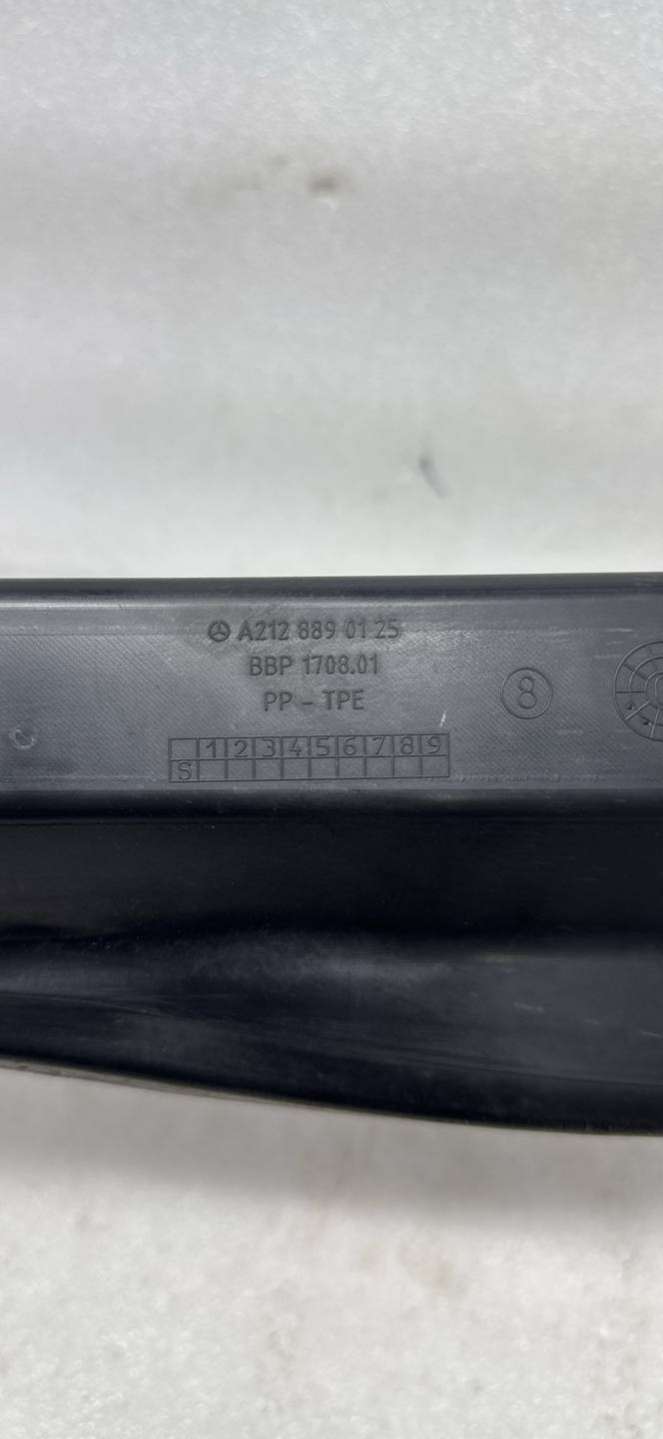 A212 889 01 25
BBP 1708.01
PP - TPE
8
1 2 3 4 5 6 7 8 9
S